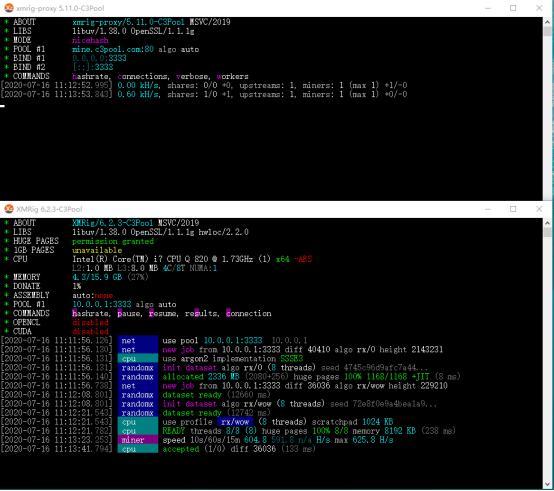 xmrig-proxy/5.11.0-C3Pool
* ABOUT xmrig-proxy/5.11.0-C3Pool MSVC/2019
* LIBS libuv/1.38.0 OpenSSL/1.1.1g
* MODE nicehash
* POOL #1 mine.c3pool.com:80 algo auto
* BIND #1 0.0.0.0:3333
* BIND #2 [::]:3333
* COMMANDS hashrate, connections, verbose, workers
[2020-07-16 11:12:52.995] 0.00 kH/s, shares: 0/0 +0, upstreams: 1, miners: 1 (max 1) +1/-0
[2020-07-16 11:13:53.843] 0.60 kH/s, shares: 1/0 +1, upstreams: 1, miners: 1 (max 1) +0/-0
XMRig 6.2.3-C3Pool
* ABOUT XMRig/6.2.3-C3Pool MSVC/2019
* LIBS libuv/1.38.0 OpenSSL/1.1.1g hwloc/2.2.0
* HUGE PAGES permission granted
* 1GB PAGES unavailable
* CPU Intel(R) Core(TM) i7 CPU Q 820 @ 1.73GHz (1) x64 -AES
L2:1.0 MB L3:8.0 MB 4C/8T NUMA:1
* MEMORY 4.3/15.9 GB (27%)
* DONATE 1%
* ASSEMBLY auto:none
* POOL #1 10.0.0.1:3333 algo auto
* COMMANDS hashrate, pause, resume, results, connection
* OPENCL disabled
* CUDA disabled
[2020-07-16 11:11:56.126] net use pool 10.0.0.1:3333 10.0.0.1
[2020-07-16 11:11:56.130] net new job from 10.0.0.1:3333 diff 40410 algo rx/0 height 2143231
[2020-07-16 11:11:56.131] cpu use argon2 implementation SSSE3
[2020-07-16 11:11:56.131] randomx init dataset algo rx/0 (8 threads) seed 4745c96d9afc7a44...
[2020-07-16 11:11:56.140] randomx allocated 2336 MB (2080+256) huge pages 100% 1168/1168 +JIT (8 ms)
[2020-07-16 11:11:56.738] net new job from 10.0.0.1:3333 diff 36036 algo rx/wow height 229210
[2020-07-16 11:12:08.801] randomx dataset ready (12660 ms)
[2020-07-16 11:12:08.801] randomx init dataset algo rx/wow (8 threads) seed
[2020-07-16 11:12:21.543] randomx dataset ready (12742 ms)
[2020-07-16 11:12:21.543] cpu use profile rx/wow (8 threads) scratchpad 1024 KB
[2020-07-16 11:12:21.782] cpu READY threads 8/8 (8) huge pages 100% 8/8 memory 8192 KB (238 ms)
[2020-07-16 11:13:23.253] miner speed 10s/60s/15m 604.8 591.8 n/a H/s max 625.8 H/s
[2020-07-16 11:13:41.794] cpu accepted (1/0) diff 36036 (133 ms)